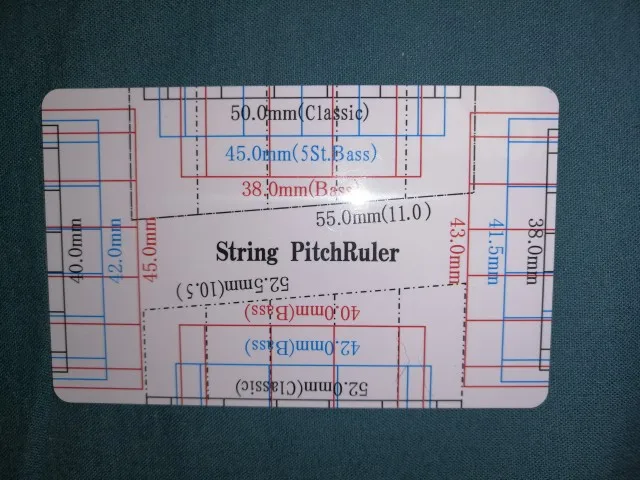 50.0mm(Classic)
45.0mm(5St.Bass)
38.0mm(Bass)
55.0mm(11.0)
40.0mm
42.0mm
45.0mm
String PitchRuler
43.0mm
41.5mm
38.0mm
52.5mm(10.5)
40.0mm(Bass)
42.0mm(Bass)
52.0mm(Classic)